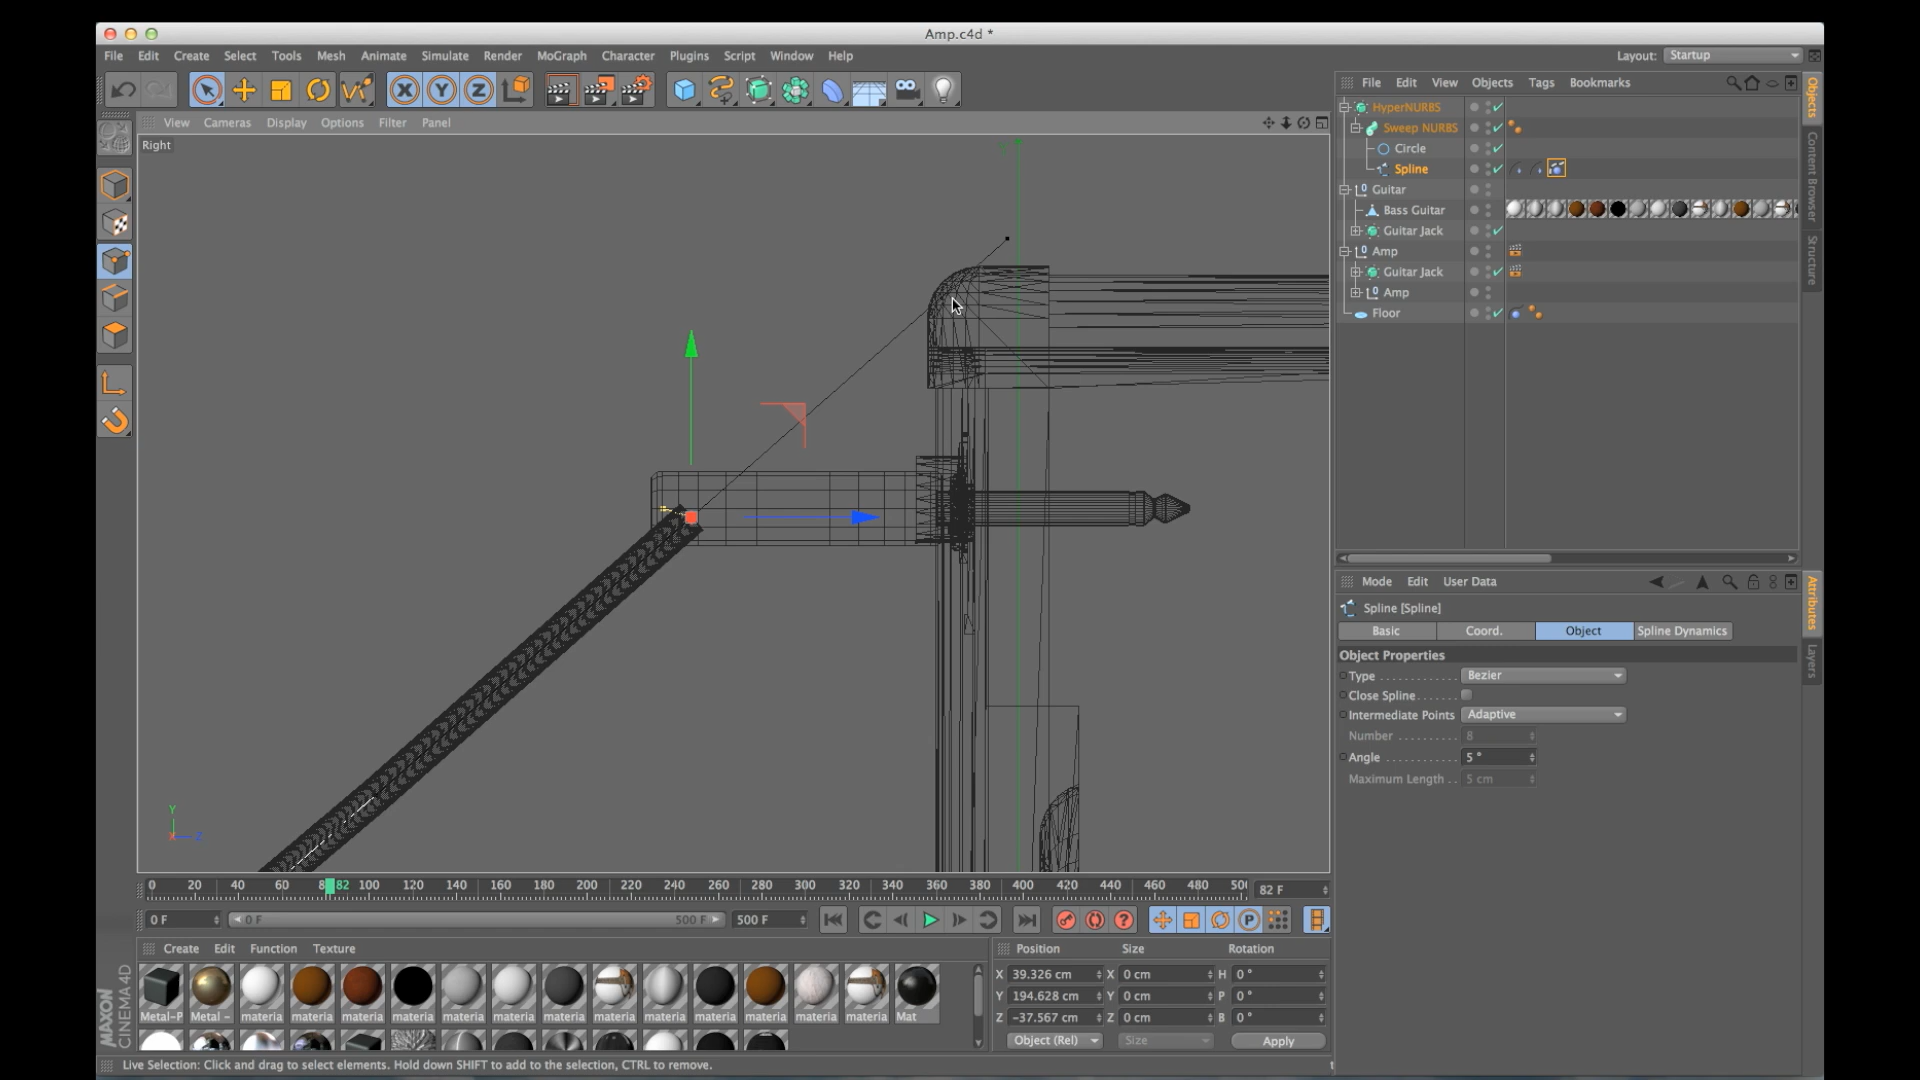 Amp.c4d *
File Edit Create Select Tools Mesh Animate Simulate Render MoGraph Character Plugins Script Window Help
Layout: Startup
View Cameras Display Options Filter Panel
Right
Y
X Z
File Edit View Objects Tags Bookmarks
HyperNURBS
Sweep NURBS
Circle
Spline
Guitar
Bass Guitar
Guitar Jack
Amp
Guitar Jack
Amp
Floor
Objects
Content Browser
Structure
Mode Edit User Data
Spline [Spline]
Basic Coord. Object Spline Dynamics
Object Properties
Type Bezier
Close Spline
Intermediate Points Adaptive
Number 8
Angle 5 °
Maximum Length 5 cm
Attributes
Layers
0 20 40 60 8 82 100 120 140 160 180 200 220 240 260 280 300 320 340 360 380 400 420 440 460 480 50
82 F
0 F 0 F 500 F 500 F
Create Edit Function Texture
Metal-P Metal - materia materia materia materia materia materia materia materia materia materia materia materia materia Mat
Position Size Rotation
X 39.326 cm X 0 cm H 0 °
Y 194.628 cm Y 0 cm P 0 °
Z -37.567 cm Z 0 cm B 0 °
Object (Rel) Size Apply
MAXON
CINEMA 4D
Live Selection: Click and drag to select elements. Hold down SHIFT to add to the selection, CTRL to remove.